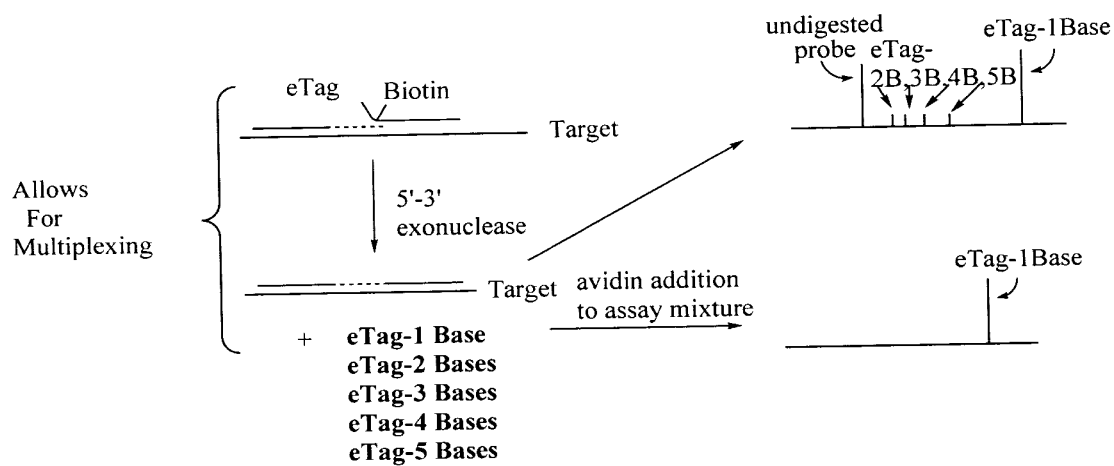 undigested
probe
eTag-
eTag-1Base
2B,3B,4B,5B
eTag
Biotin
Target
Allows
For
Multiplexing
5'-3'
exonuclease
Target
avidin addition
to assay mixture
eTag-1Base
+ eTag-1 Base
eTag-2 Bases
eTag-3 Bases
eTag-4 Bases
eTag-5 Bases